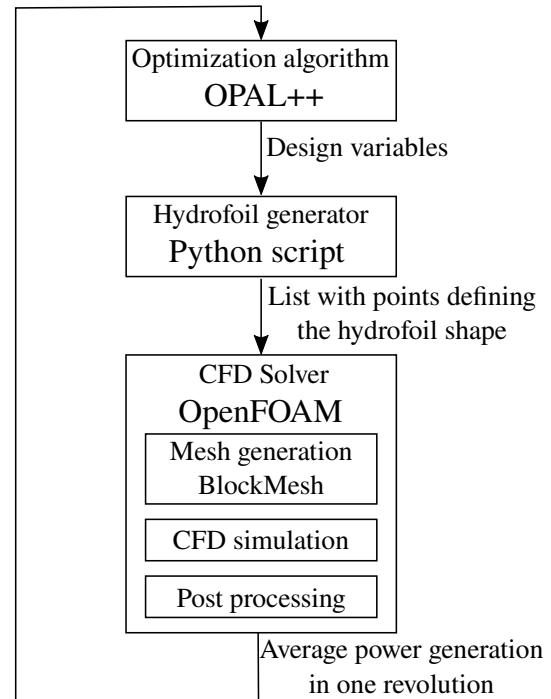 Optimization algorithm
OPAL++
Design variables
Hydrofoil generator
Python script
List with points defining
the hydrofoil shape
CFD Solver
OpenFOAM
Mesh generation
BlockMesh
CFD simulation
Post processing
Average power generation
in one revolution